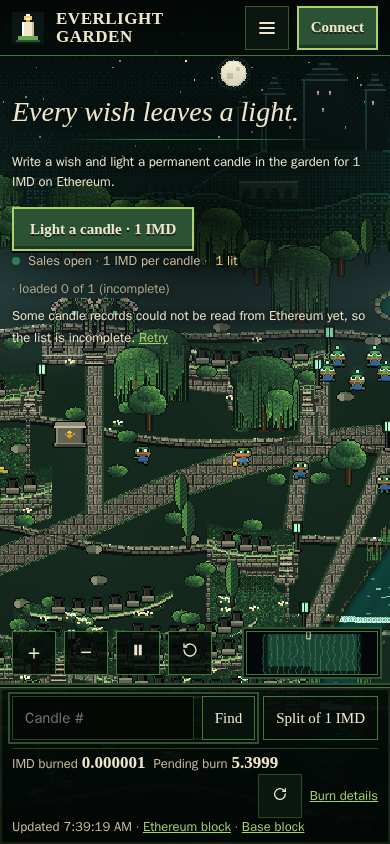 EVERLIGHT
GARDEN
Connect
Every wish leaves a light.
Write a wish and light a permanent candle in the garden for 1
IMD on Ethereum.
Light a candle · 1 IMD
Sales open · 1 IMD per candle · 1 lit
· loaded 0 of 1 (incomplete)
Some candle records could not be read from Ethereum yet, so
the list is incomplete. Retry
Candle #
Find
Split of 1 IMD
IMD burned 0.000001 Pending burn 5.3999
Burn details
Updated 7:39:19 AM · Ethereum block · Base block